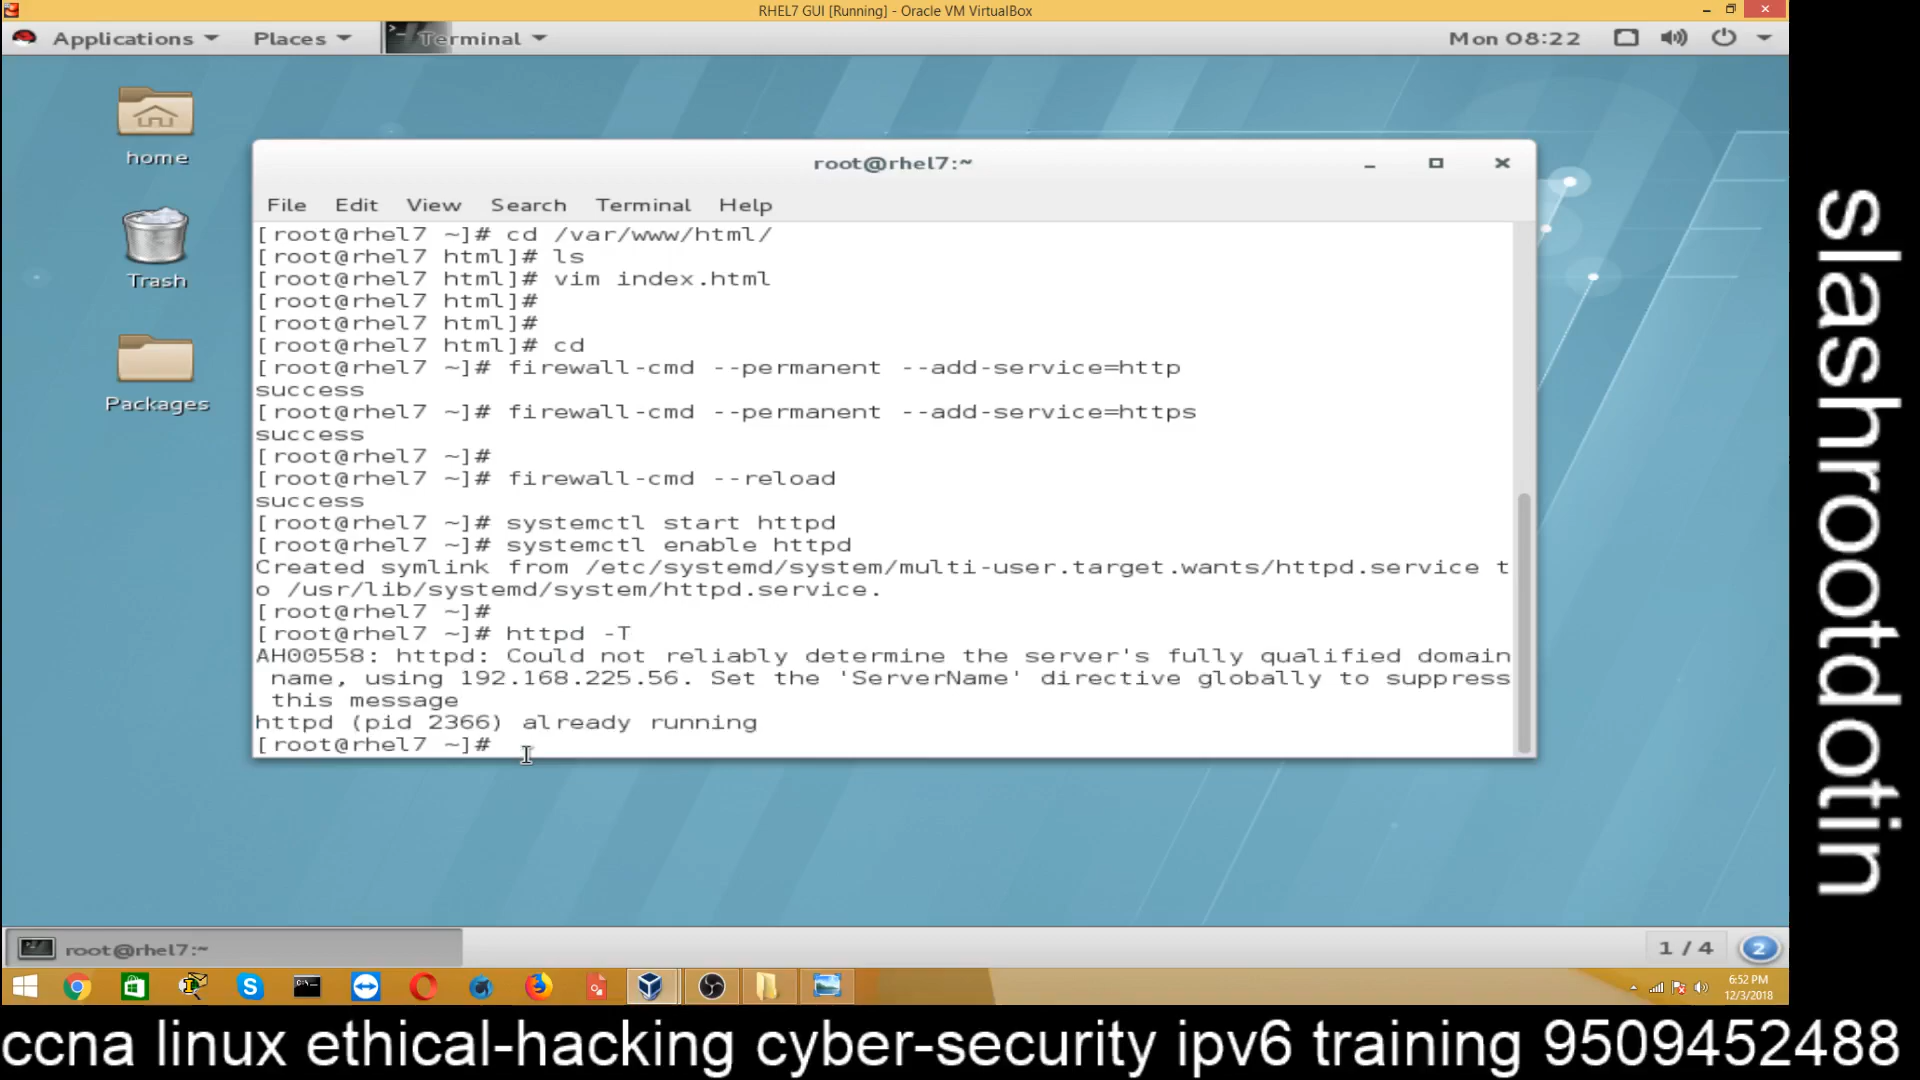 RHEL7 GUI [Running] - Oracle VM VirtualBox
Applications Places Terminal Mon 08:22
home
Trash
Packages
root@rhel7:~
File Edit View Search Terminal Help
[root@rhel7 ~]# cd /var/www/html/
[root@rhel7 html]# ls
[root@rhel7 html]# vim index.html
[root@rhel7 html]#
[root@rhel7 html]#
[root@rhel7 html]# cd
[root@rhel7 ~]# firewall-cmd --permanent --add-service=http
success
[root@rhel7 ~]# firewall-cmd --permanent --add-service=https
success
[root@rhel7 ~]#
[root@rhel7 ~]# firewall-cmd --reload
success
[root@rhel7 ~]# systemctl start httpd
[root@rhel7 ~]# systemctl enable httpd
Created symlink from /etc/systemd/system/multi-user.target.wants/httpd.service t
o /usr/lib/systemd/system/httpd.service.
[root@rhel7 ~]#
[root@rhel7 ~]# httpd -T
AH00558: httpd: Could not reliably determine the server's fully qualified domain
name, using 192.168.225.56. Set the 'ServerName' directive globally to suppress
this message
httpd (pid 2366) already running
[root@rhel7 ~]#
root@rhel7:~
1 / 4
2
6:52 PM
12/3/2018
slashrootdotin
ccna linux ethical-hacking cyber-security ipv6 training 9509452488